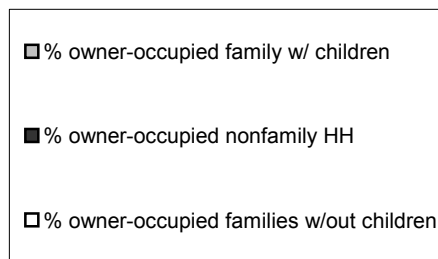 % owner-occupied family w/ children
% owner-occupied nonfamily HH
% owner-occupied families w/out children